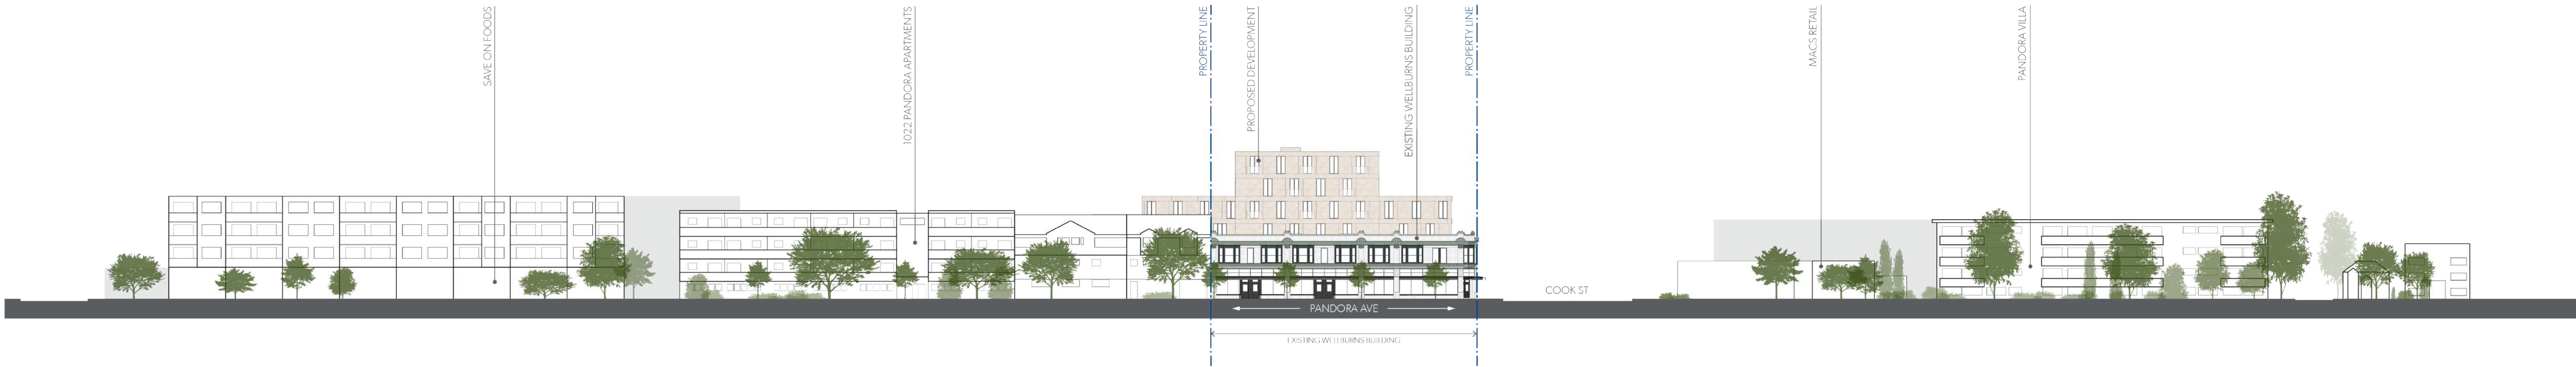 SAVE ON FOODS
1022 PANDORA APARTMENTS
PROPERTY LINE
PROPOSED DEVELOPMENT
EXISTING WELLBURNS BUILDING
PROPERTY LINE
MACS RETAIL
PANDORA VILLA
COOK ST
PANDORA AVE
EXISTING WELLBURNS BUILDING